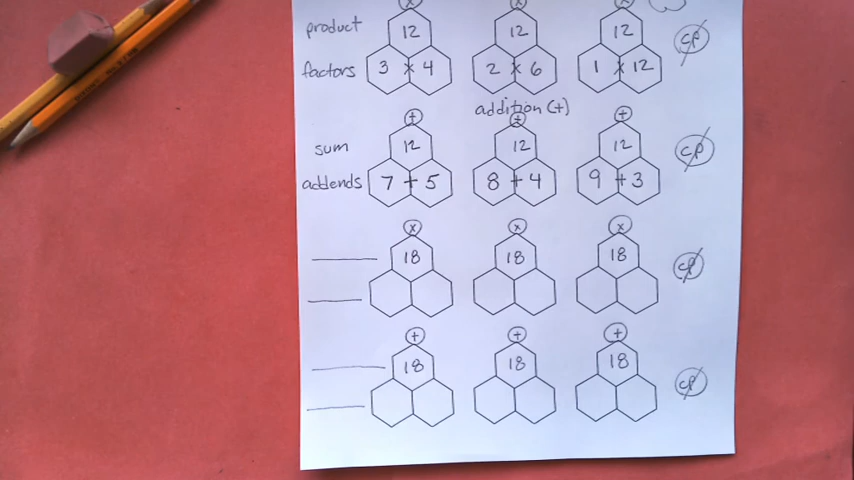 x x x
product 12 12 12
factors 3 x 4 2 x 6 1 x 12 cp
addition (+)
+ + +
sum 12 12 12
addends 7 + 5 8 + 4 9 + 3 cp
x x x
18 18 18
cp
+ + +
18 18 18
cp